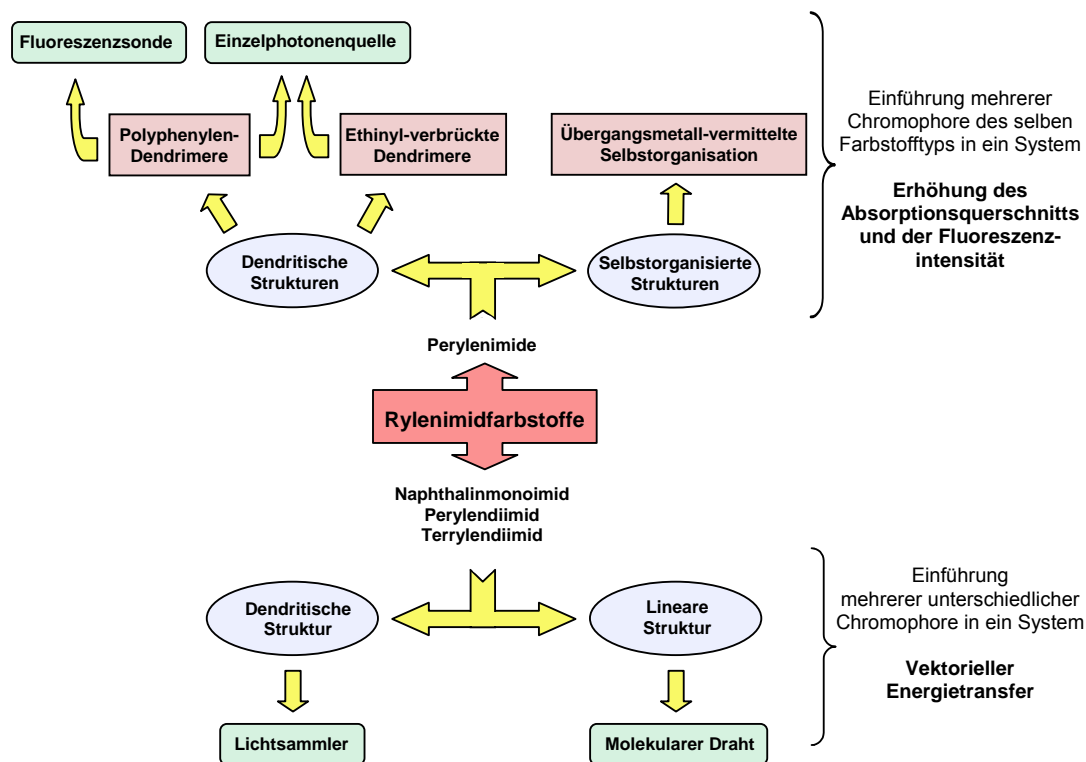 Fluoreszenzsonde
Einzelphotonenquelle
Polyphenylen-
Dendrimere
Ethinyl-verbrückte
Dendrimere
Übergangsmetall-vermittelte
Selbstorganisation
Einführung mehrerer
Chromophore des selben
Farbstofftyps in ein System
Erhöhung des
Absorptionsquerschnitts
und der Fluoreszenz-
intensität
Dendritische
Strukturen
Selbstorganisierte
Strukturen
Perylenimide
Rylenimidfarbstoffe
Naphthalinmonoimid
Perylendiimid
Terrylendiimid
Dendritische
Struktur
Lineare
Struktur
Einführung
mehrerer unterschiedlicher
Chromophore in ein System
Vektorieller
Energietransfer
Lichtsammler
Molekularer Draht